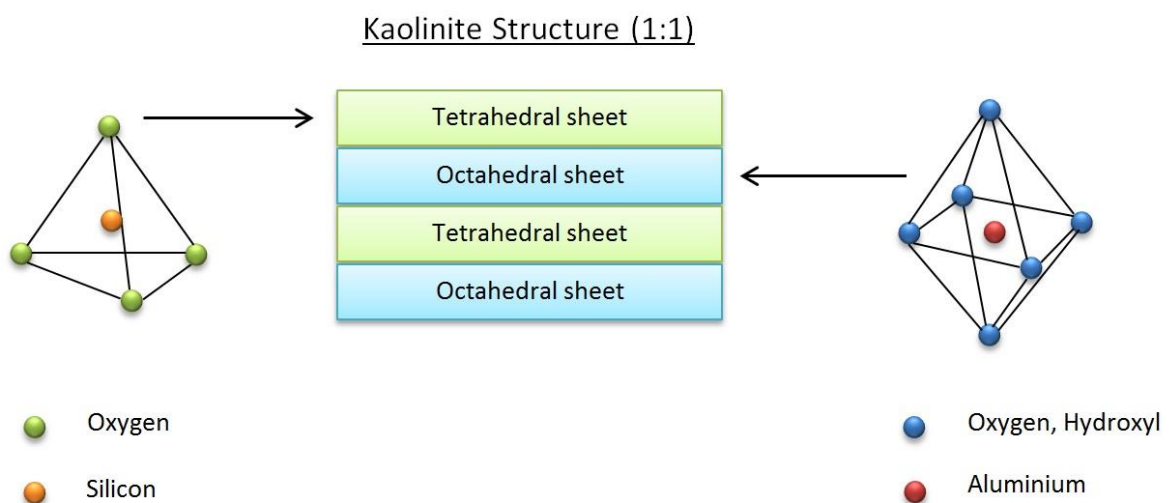 Kaolinite Structure (1:1)
Tetrahedral sheet
Octahedral sheet
Tetrahedral sheet
Octahedral sheet
Oxygen
Silicon
Oxygen, Hydroxyl
Aluminium